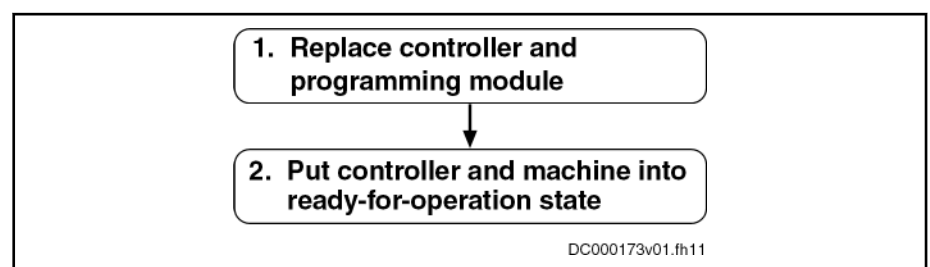 1. Replace controller and
programming module
2. Put controller and machine into
ready-for-operation state
DC000173v01.fh11